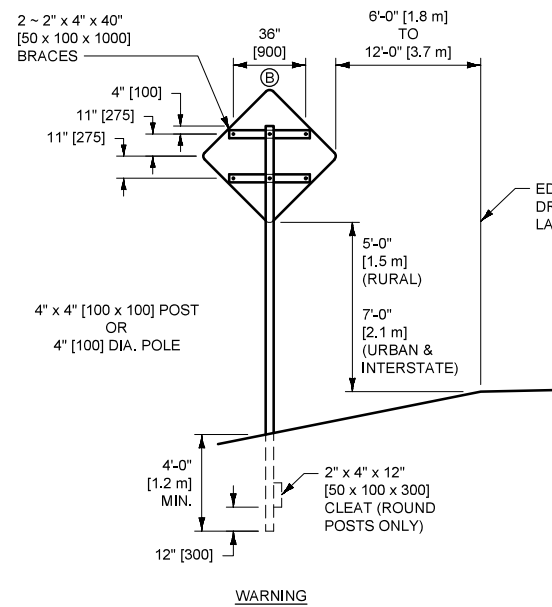 2 ~ 2" x 4" x 40"
[50 x 100 x 1000]
BRACES
36"
[900]
6'-0" [1.8 m]
TO
12'-0" [3.7 m]
B
4" [100]
11" [275]
11" [275]
ED
DR
LA
5'-0"
[1.5 m]
(RURAL)
7'-0"
[2.1 m]
(URBAN &
INTERSTATE)
4" x 4" [100 x 100] POST
OR
4" [100] DIA. POLE
4'-0"
[1.2 m]
MIN.
2" x 4" x 12"
[50 x 100 x 300]
CLEAT (ROUND
POSTS ONLY)
12" [300]
WARNING